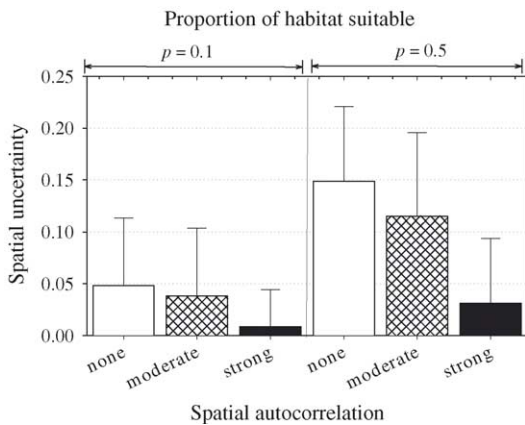 Proportion of habitat suitable
p = 0.1
p = 0.5
0.25
0.20
0.15
0.10
0.05
0.00
Spatial uncertainty
none
moderate
strong
none
moderate
strong
Spatial autocorrelation